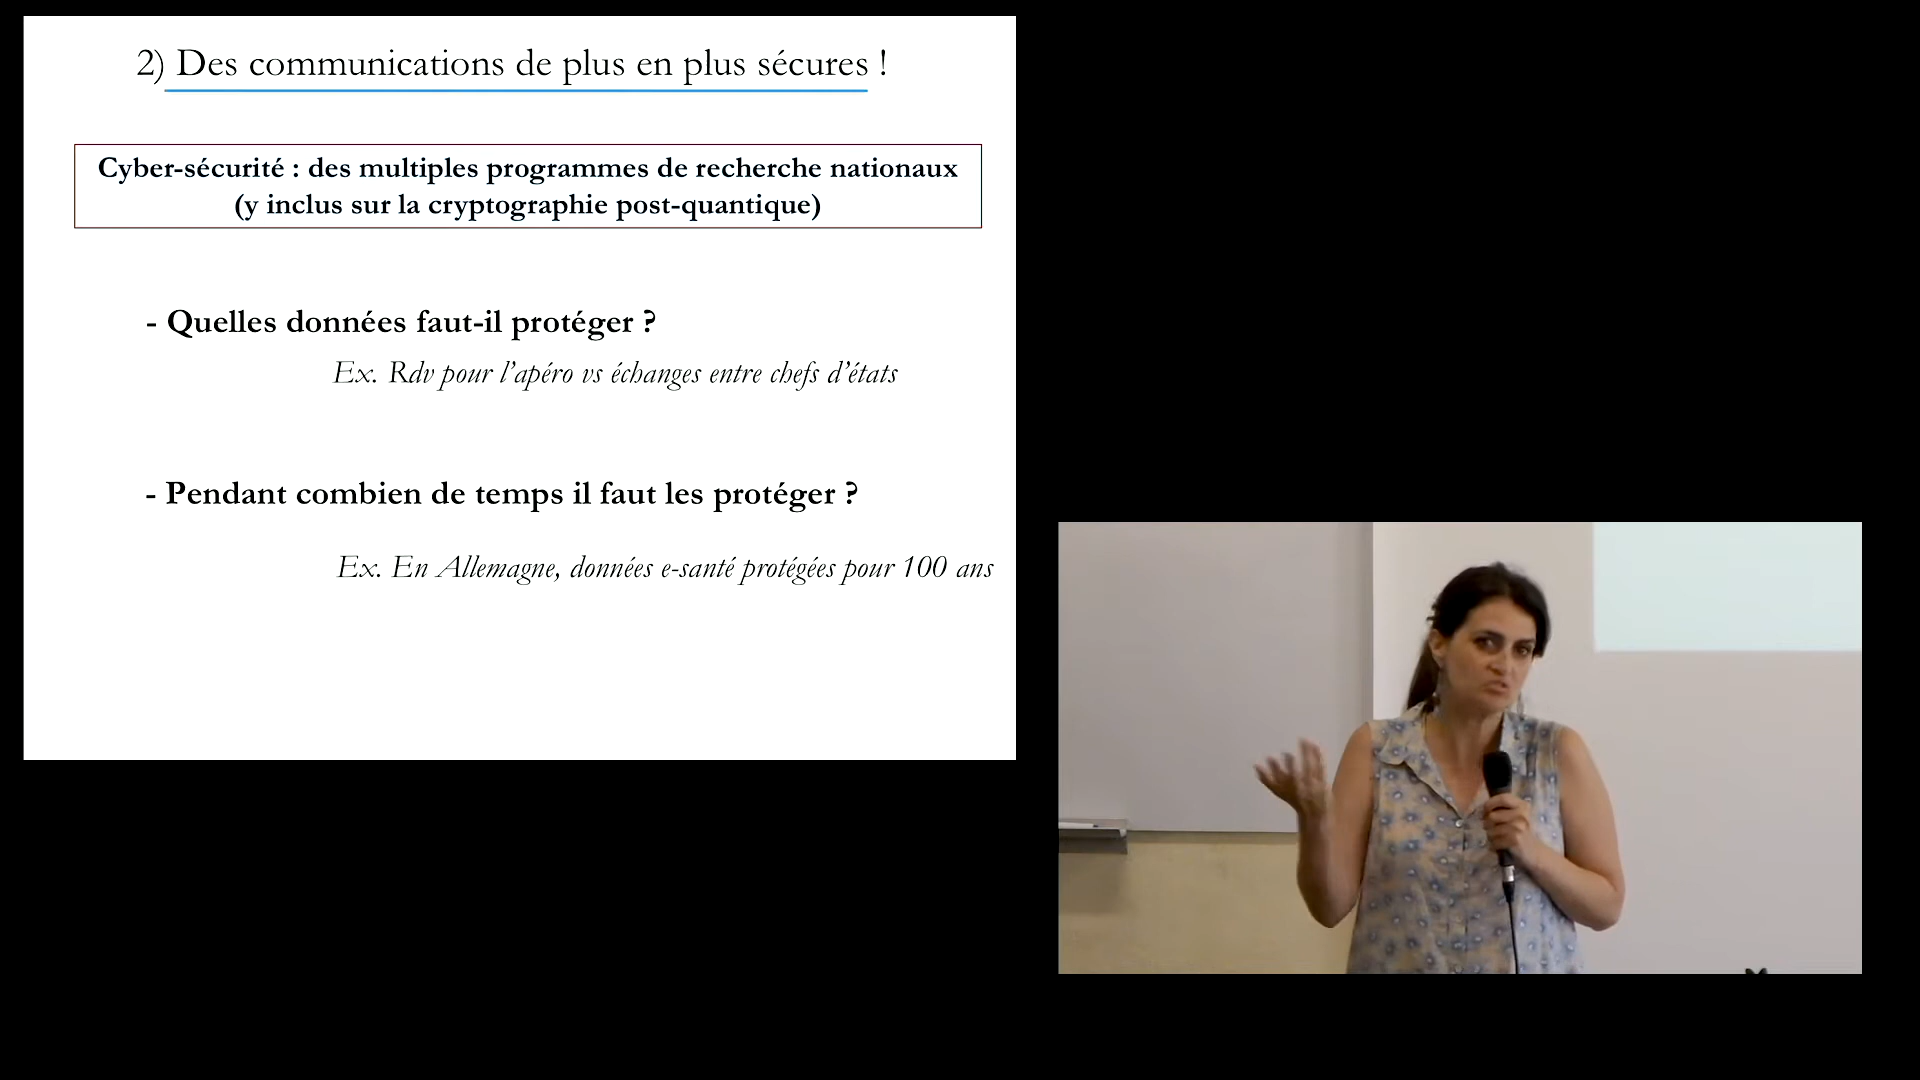 2) Des communications de plus en plus sécures !
Cyber-sécurité : des multiples programmes de recherche nationaux
(y inclus sur la cryptographie post-quantique)
- Quelles données faut-il protéger ?
Ex. Rdv pour l’apéro vs échanges entre chefs d’états
- Pendant combien de temps il faut les protéger ?
Ex. En Allemagne, données e-santé protégées pour 100 ans